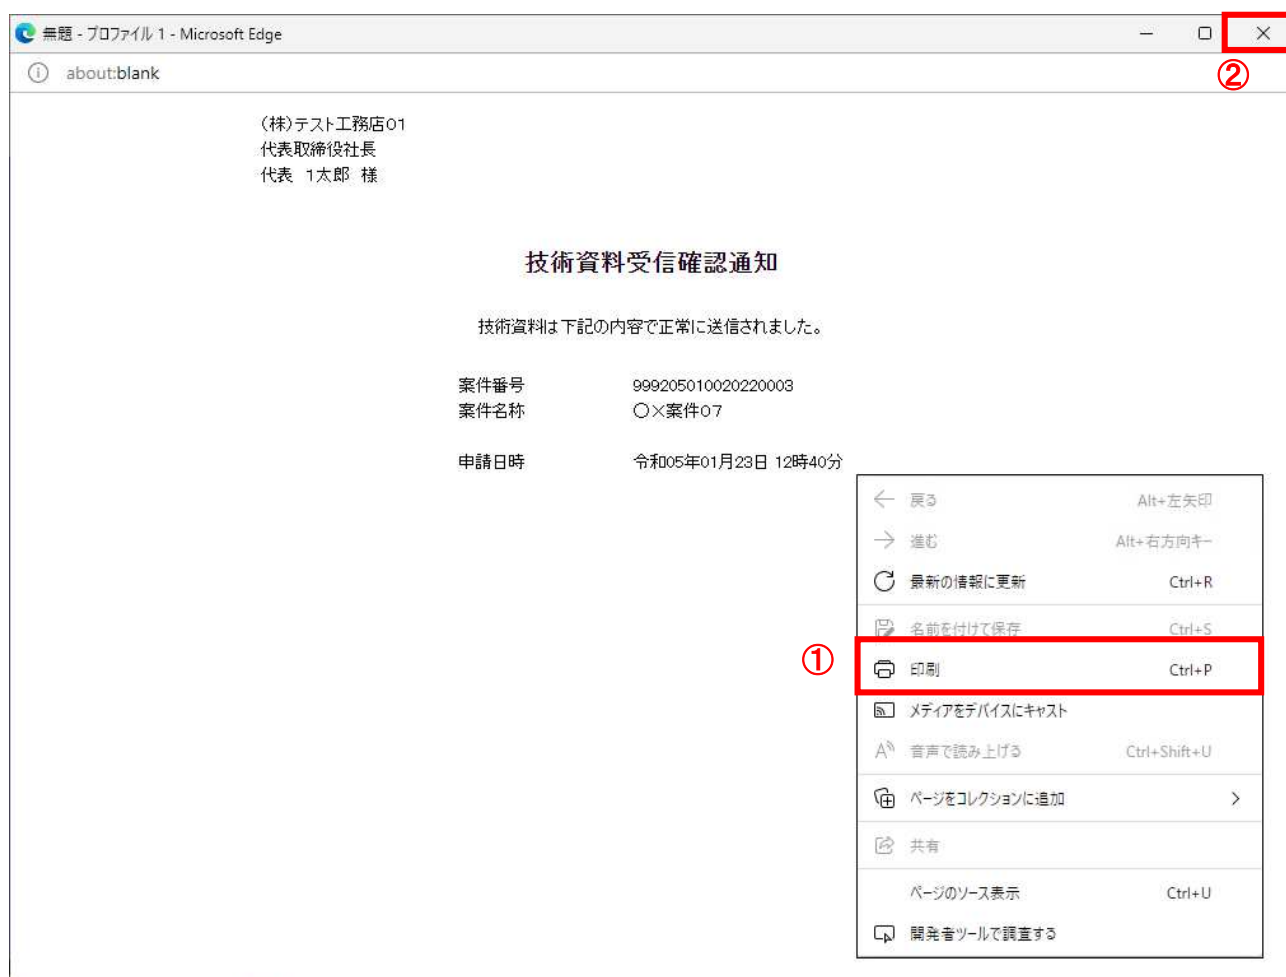 無題 - プロファイル 1 - Microsoft Edge
②
about:blank
(株)テスト工務店01
代表取締役社長
代表 1太郎 様
技術資料受信確認通知
技術資料は下記の内容で正常に送信されました。
案件番号 999205010020220003
案件名称 ○×案件07
申請日時 令和05年01月23日 12時40分
戻る Alt+左矢印
進む Alt+右方向キー
最新の情報に更新 Ctrl+R
名前を付けて保存 Ctrl+S
① 印刷 Ctrl+P
メディアをデバイスにキャスト
音声で読み上げる Ctrl+Shift+U
ページをコレクションに追加
共有
ページのソース表示 Ctrl+U
開発者ツールで調査する